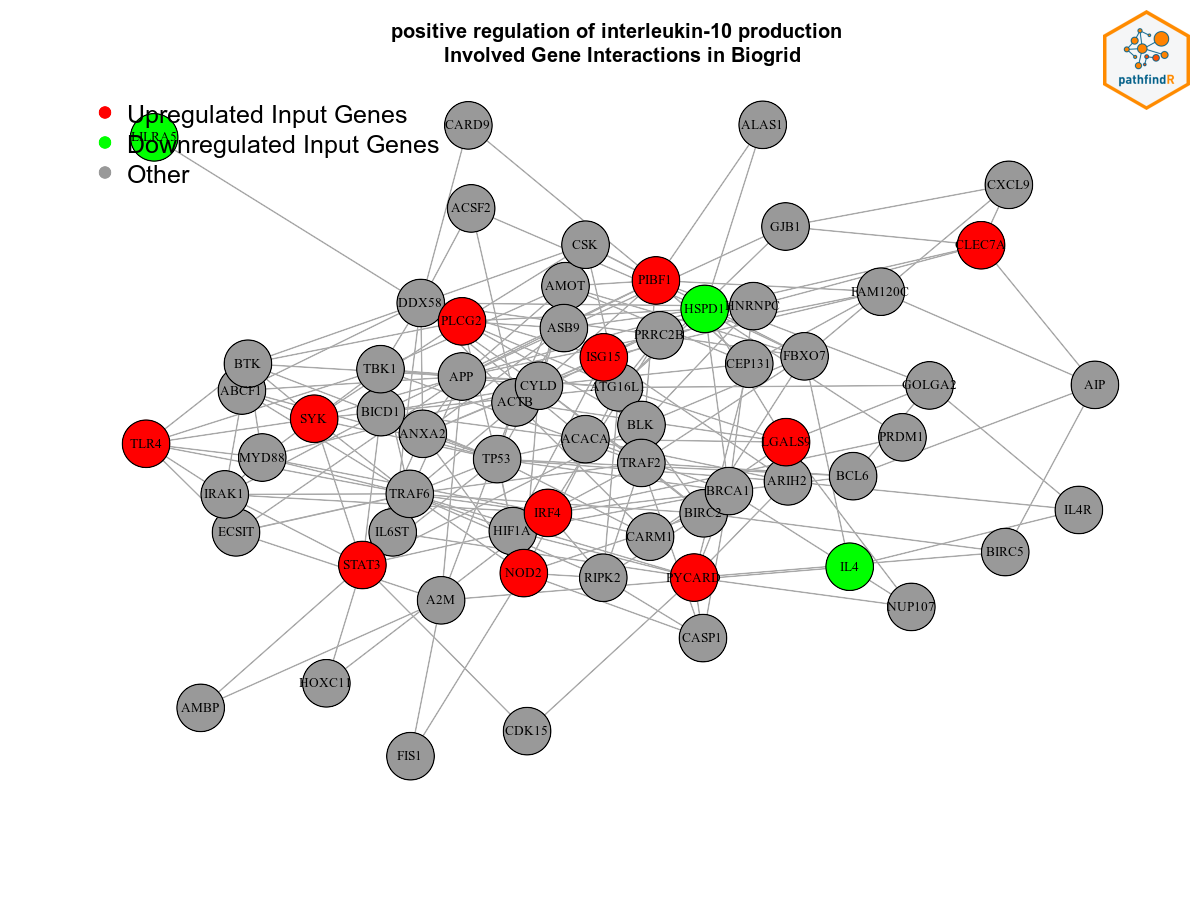 positive regulation of interleukin-10 production
Involved Gene Interactions in Biogrid
pathfindR
Upregulated Input Genes
Downregulated Input Genes
Other
LILRA5
CARD9
ALAS1
CXCL9
ACSF2
GJB1
CSK
CLEC7A
PIBF1
AMOT
FAM120C
DDX58
HSPD1
HNRNPC
PLCG2
ASB9
PRRC2B
ISG15
FBXO7
BTK
CEP131
TBK1
APP
ABCF1
CYLD
ATG16L1
GOLGA2
AIP
ACTB
BICD1
SYK
BLK
ANXA2
ACACA
LGALS9
PRDM1
TLR4
MYD88
TP53
TRAF2
BCL6
ARIH2
IRAK1
TRAF6
BRCA1
IL4R
IRF4
BIRC2
ECSIT
IL6ST
HIF1A
CARM1
BIRC5
STAT3
NOD2
RIPK2
PYCARD
IL4
A2M
NUP107
CASP1
HOXC11
AMBP
CDK15
FIS1